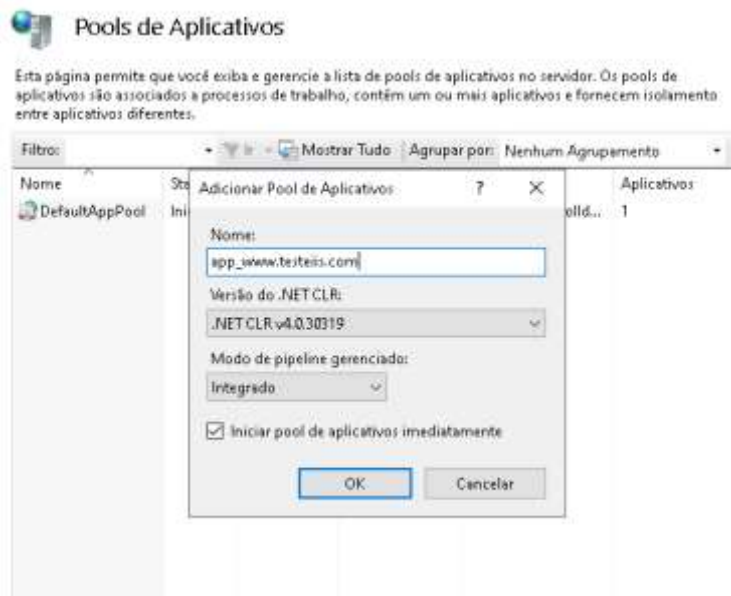 Pools de Aplicativos
Esta página permite que você exiba e gerencie a lista de pools de aplicativos no servidor. Os pools de
aplicativos são associados a processos de trabalho, contêm um ou mais aplicativos e fornecem isolamento
entre aplicativos diferentes.
Filtro: Mostrar Tudo Agrupar por: Nenhum Agrupamento
Nome Sta Aplicativos
DefaultAppPool Ini olld... 1
Adicionar Pool de Aplicativos ? X
Nome:
app_www.testeiis.com
Versão do .NET CLR:
.NET CLR v4.0.30319
Modo de pipeline gerenciado:
Integrado
Iniciar pool de aplicativos imediatamente
OK Cancelar